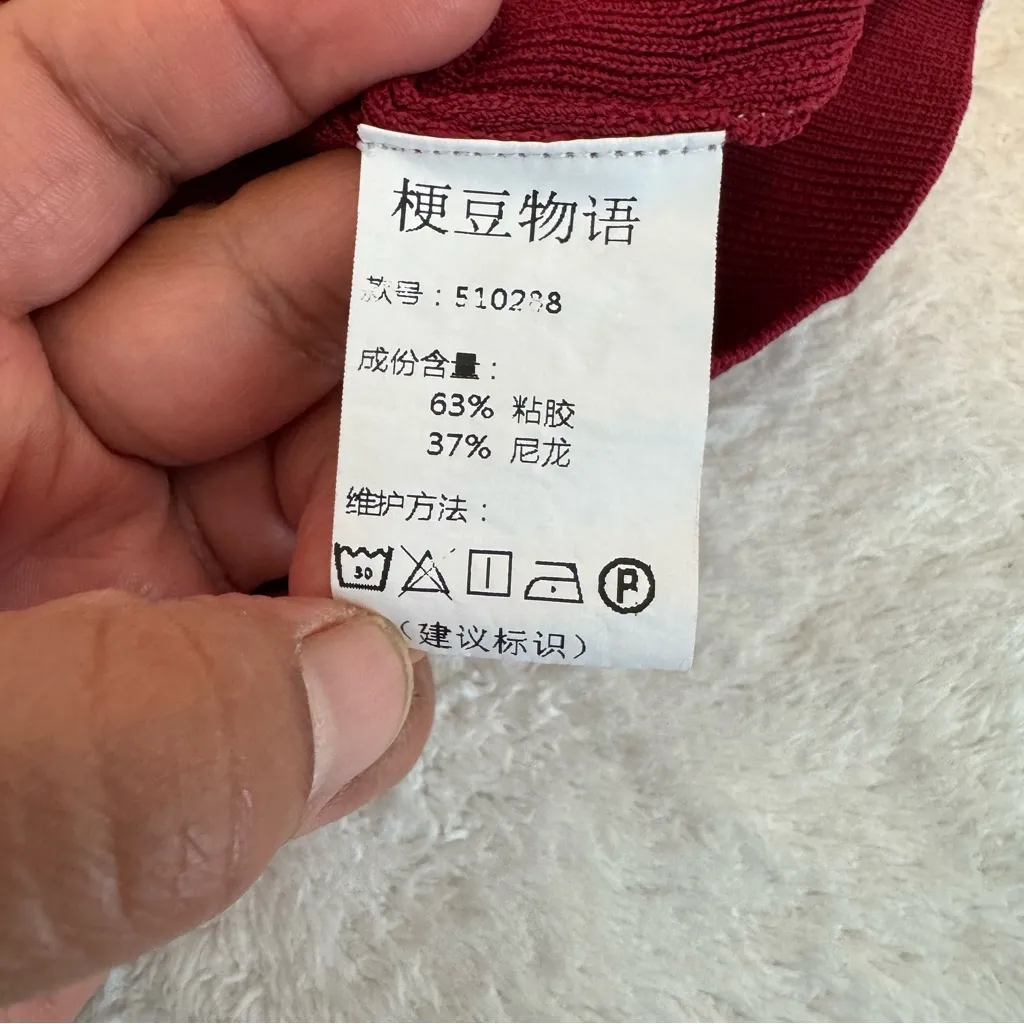 梗豆物语
款号：510288
成份含量：
63% 粘胶
37% 尼龙
维护方法：
30 P
（建议标识）